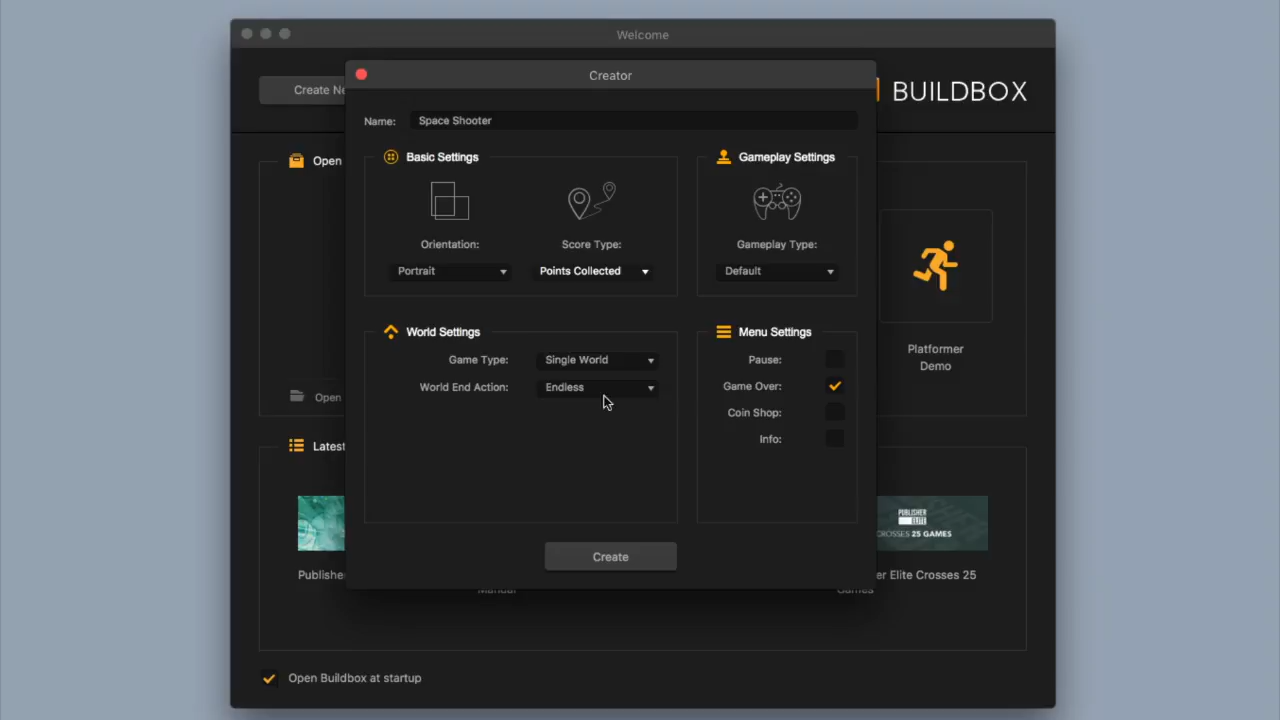 Welcome
Creator
Create Ne
BUILDBOX
Name: Space Shooter
Open
Basic Settings
Gameplay Settings
Orientation:
Score Type:
Gameplay Type:
Portrait
Points Collected
Default
World Settings
Menu Settings
Game Type: Single World
Pause:
World End Action: Endless
Game Over:
Coin Shop:
Info:
Platformer
Demo
Open
Latest
PUBLISHER
ELITE
CROSSES 25 GAMES
Create
Publishe
er Elite Crosses 25
Manual
Games
Open Buildbox at startup